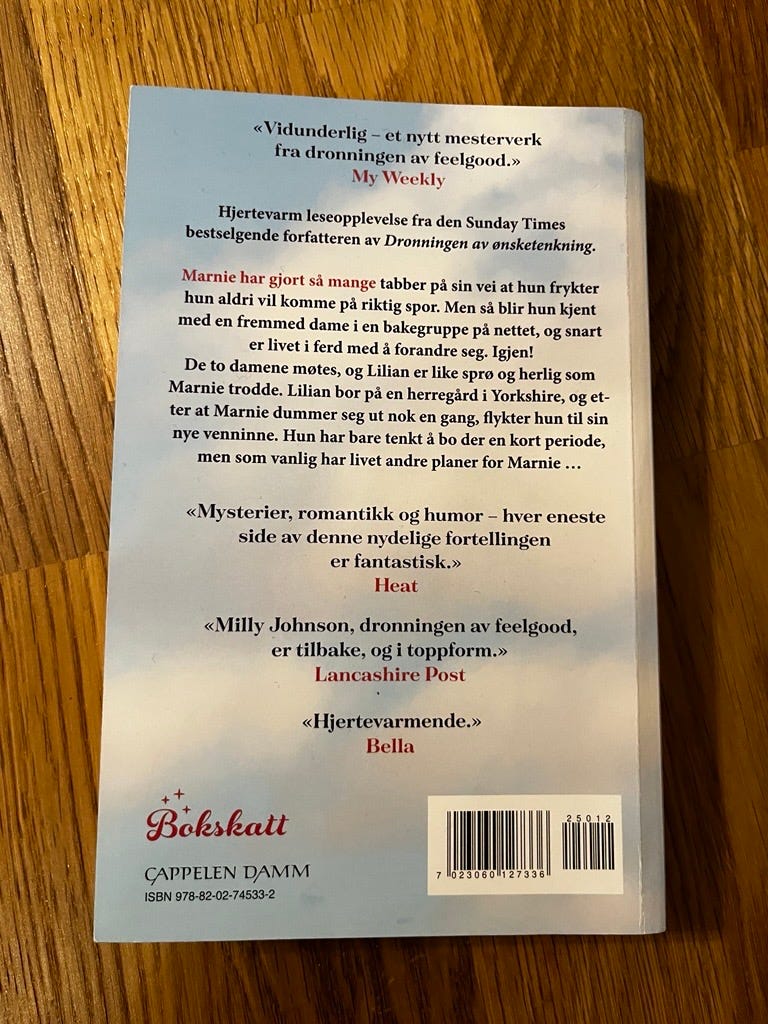 «Vidunderlig – et nytt mesterverk
fra dronningen av feelgood.»
My Weekly
Hjertevarm leseopplevelse fra den Sunday Times
bestselgende forfatteren av Dronningen av ønsketenkning.
Marnie har gjort så mange tabber på sin vei at hun frykter
hun aldri vil komme på riktig spor. Men så blir hun kjent
med en fremmed dame i en bakegruppe på nettet, og snart
er livet i ferd med å forandre seg. Igjen!
De to damene møtes, og Lilian er like sprø og herlig som
Marnie trodde. Lilian bor på en herregård i Yorkshire, og et-
ter at Marnie dummer seg ut nok en gang, flykter hun til sin
nye venninne. Hun har bare tenkt å bo der en kort periode,
men som vanlig har livet andre planer for Marnie …
«Mysterier, romantikk og humor – hver eneste
side av denne nydelige fortellingen
er fantastisk.»
Heat
«Milly Johnson, dronningen av feelgood,
er tilbake, og i toppform.»
Lancashire Post
«Hjertevarmende.»
Bella
Bokskatt
CAPPELEN DAMM
ISBN 978-82-02-74533-2
25012
7 023060 127336